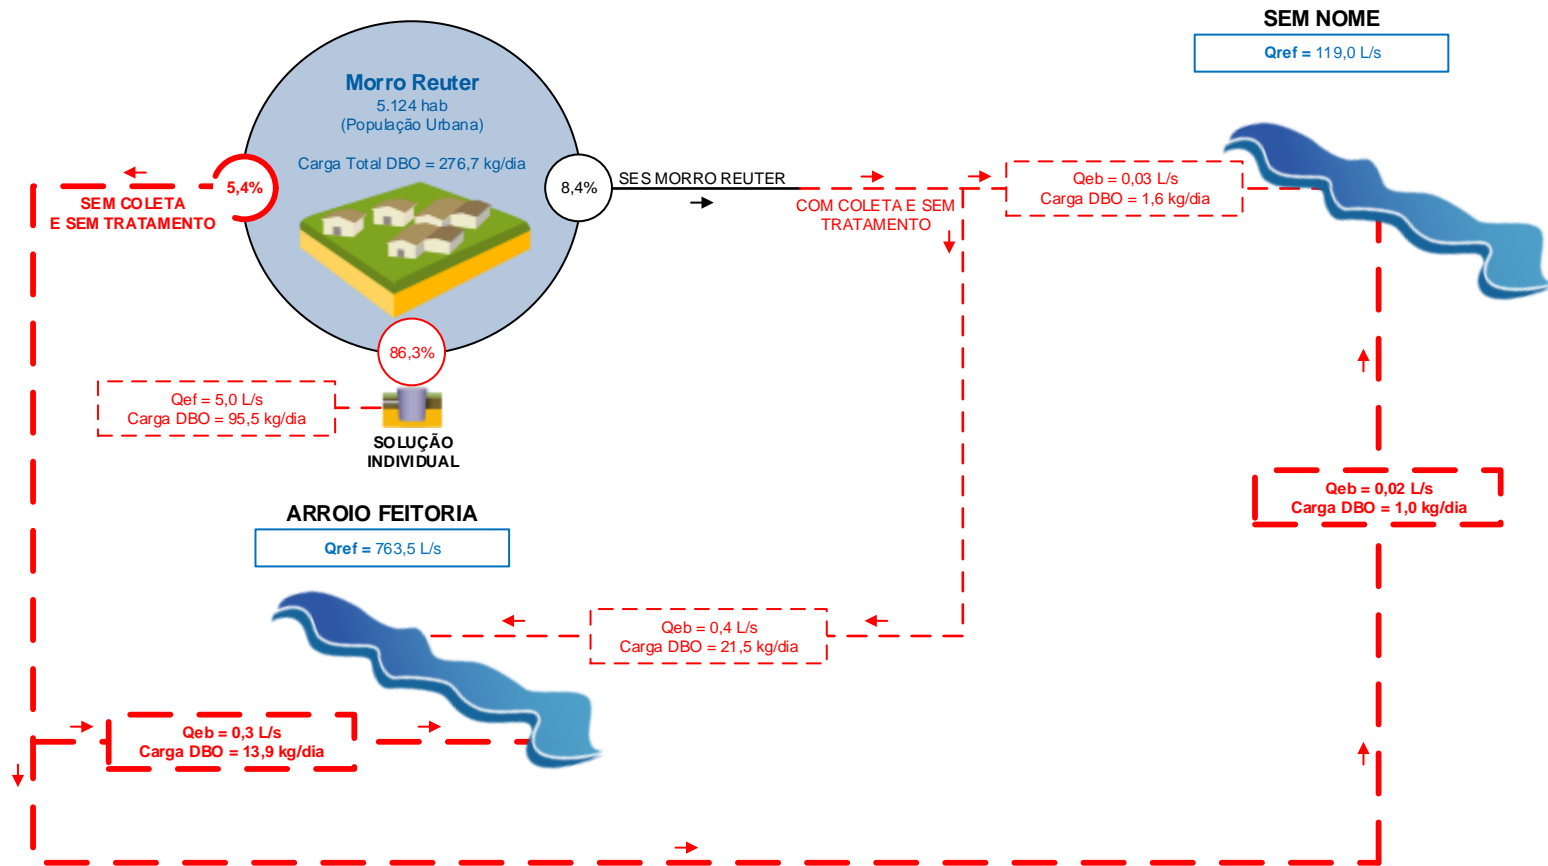 SEM NOME
Qref = 119,0 L/s
Morro Reuter
5.124 hab
(População Urbana)
Carga Total DBO = 276,7 kg/dia
5,4%
SEM COLETA
E SEM TRATAMENTO
8,4%
SES MORRO REUTER
COM COLETA E SEM
TRATAMENTO
Qeb = 0,03 L/s
Carga DBO = 1,6 kg/dia
86,3%
Qef = 5,0 L/s
Carga DBO = 95,5 kg/dia
SOLUÇÃO
INDIVIDUAL
Qeb = 0,02 L/s
Carga DBO = 1,0 kg/dia
ARROIO FEITORIA
Qref = 763,5 L/s
Qeb = 0,4 L/s
Carga DBO = 21,5 kg/dia
Qeb = 0,3 L/s
Carga DBO = 13,9 kg/dia